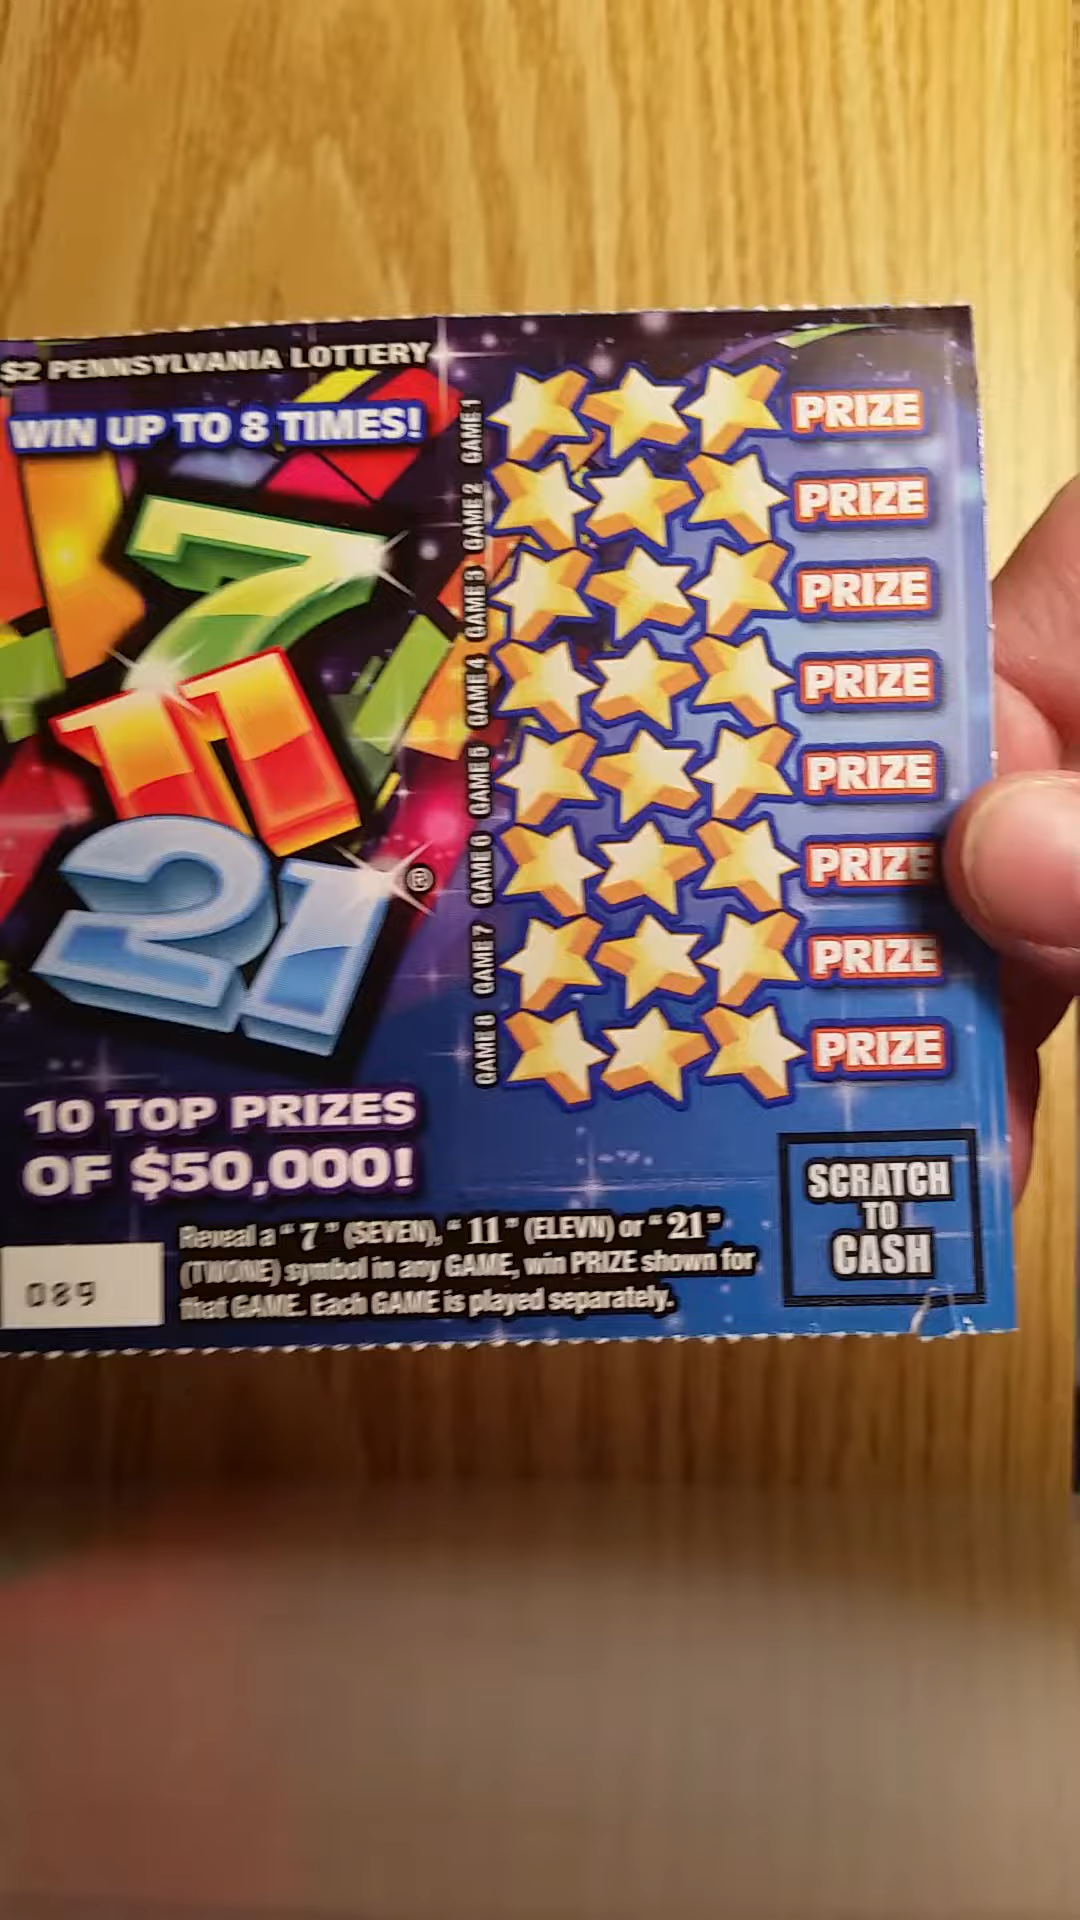 $2 PENNSYLVANIA LOTTERY
WIN UP TO 8 TIMES!
7
11
21®
10 TOP PRIZES
OF $50,000!
089
GAME 1 PRIZE
GAME 2 PRIZE
GAME 3 PRIZE
GAME 4 PRIZE
GAME 5 PRIZE
GAME 6 PRIZE
GAME 7 PRIZE
GAME 8 PRIZE
SCRATCH
TO
CASH
Reveal a "7" (SEVEN), "11" (ELEVN) or "21"
(TWONE) symbol in any GAME, win PRIZE shown for
that GAME. Each GAME is played separately.